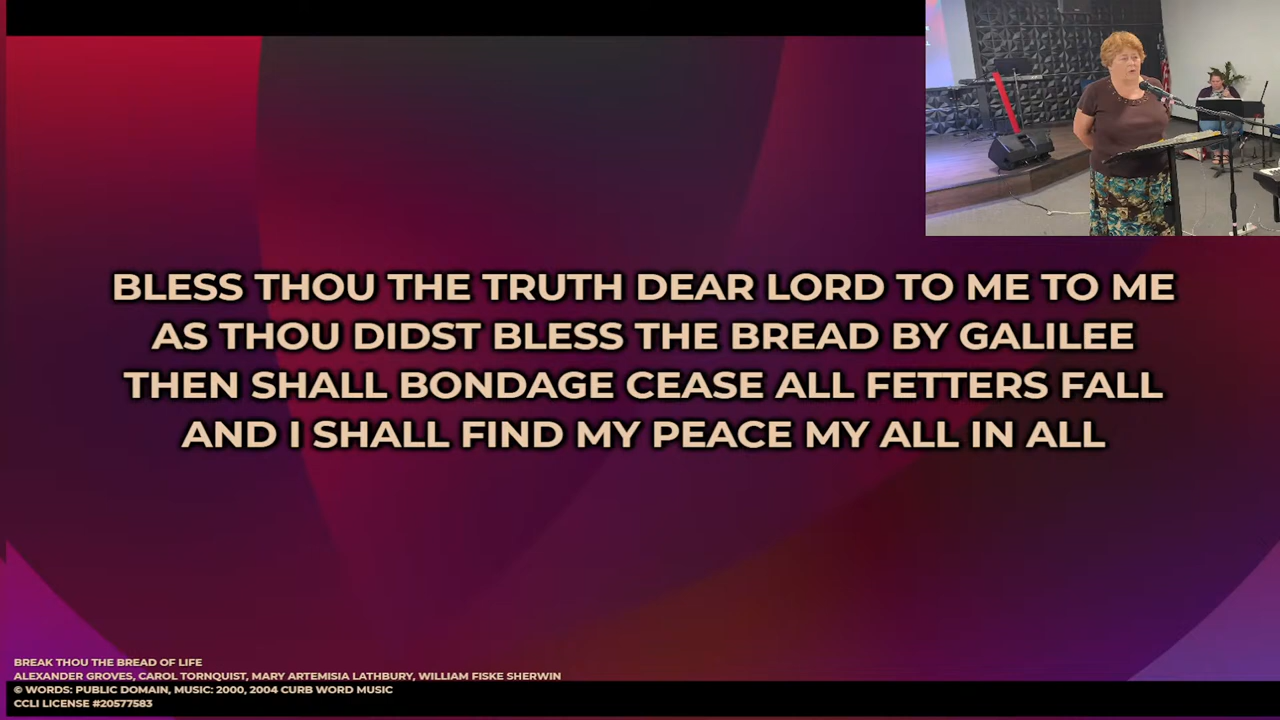 BLESS THOU THE TRUTH DEAR LORD TO ME TO ME
AS THOU DIDST BLESS THE BREAD BY GALILEE
THEN SHALL BONDAGE CEASE ALL FETTERS FALL
AND I SHALL FIND MY PEACE MY ALL IN ALL
BREAK THOU THE BREAD OF LIFE
ALEXANDER GROVES, CAROL TORNQUIST, MARY ARTEMISIA LATHBURY, WILLIAM FISKE SHERWIN
© WORDS: PUBLIC DOMAIN, MUSIC: 2000, 2004 CURB WORD MUSIC
CCLI LICENSE #20577583